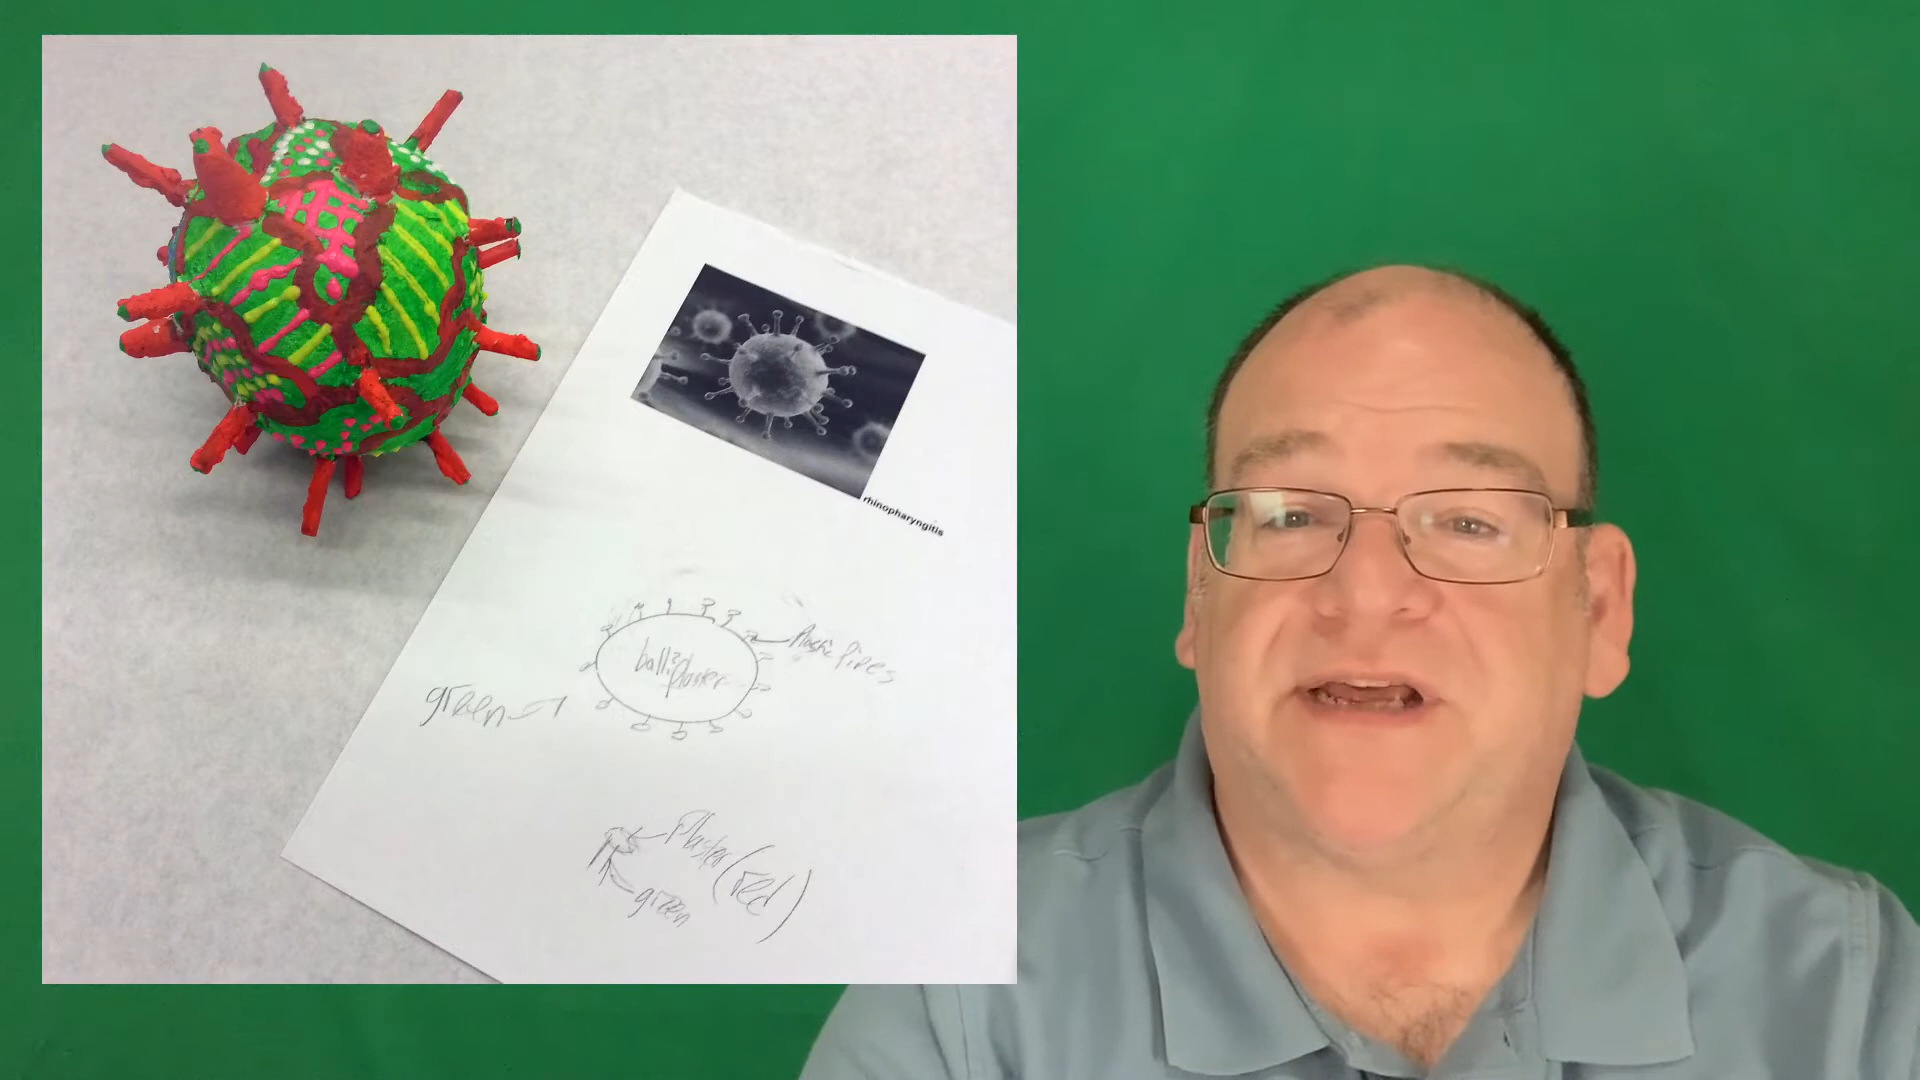 rhinopharyngitis
Plastic Pipes
ball? Plaster
green
Plaster (red)
green